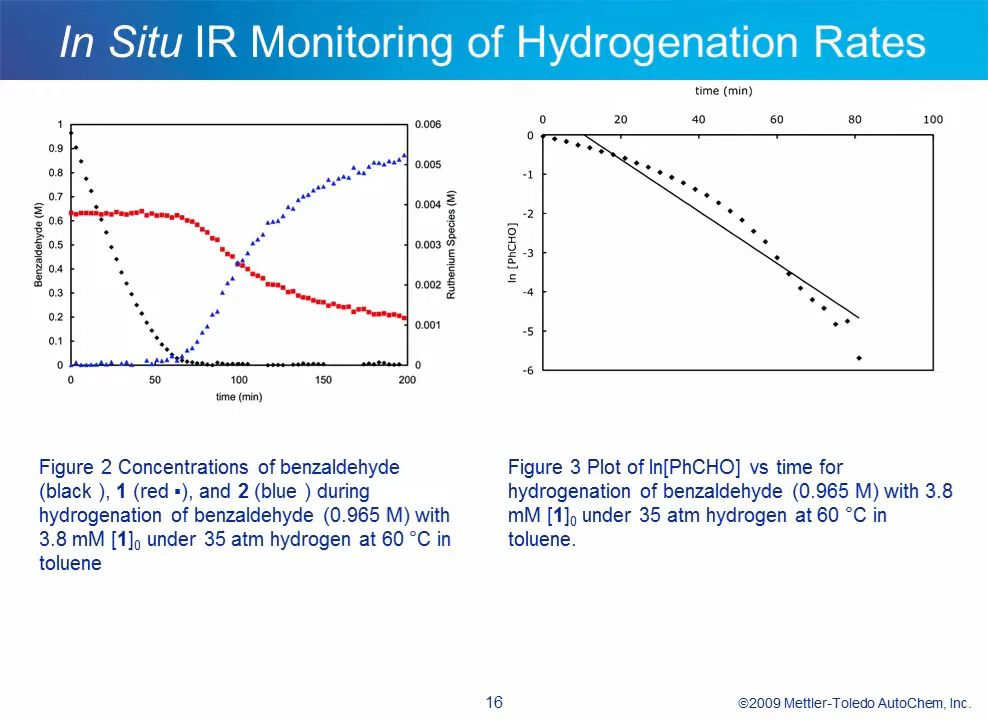 In Situ IR Monitoring of Hydrogenation Rates
1
0.9
0.8
0.7
0.6
0.5
0.4
0.3
0.2
0.1
0
Benzaldehyde (M)
0.006
0.005
0.004
0.003
0.002
0.001
0
Ruthenium Species (M)
0 50 100 150 200
time (min)
time (min)
0 20 40 60 80 100
0
-1
-2
-3
-4
-5
-6
ln [PhCHO]
Figure 2 Concentrations of benzaldehyde
(black ), 1 (red ▪), and 2 (blue ) during
hydrogenation of benzaldehyde (0.965 M) with
3.8 mM [1]₀ under 35 atm hydrogen at 60 °C in
toluene
Figure 3 Plot of ln[PhCHO] vs time for
hydrogenation of benzaldehyde (0.965 M) with 3.8
mM [1]₀ under 35 atm hydrogen at 60 °C in
toluene.
16
©2009 Mettler-Toledo AutoChem, Inc.